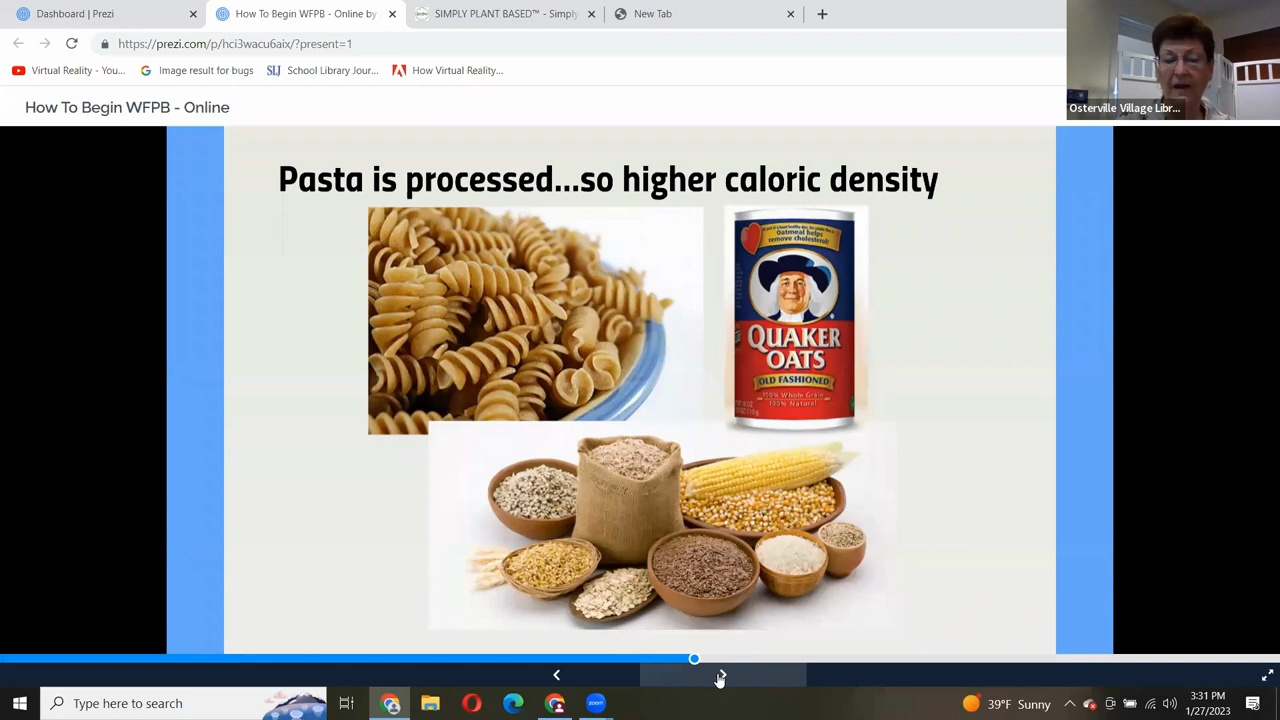 Dashboard | Prezi
How To Begin WFPB - Online by
SIMPLY PLANT BASED™ - Simply
New Tab
https://prezi.com/p/hci3wacu6aix/?present=1
Virtual Reality - You...
Image result for bugs
SLJ
School Library Jour...
How Virtual Reality...
Osterville Village Libr...
How To Begin WFPB - Online
Pasta is processed...so higher caloric density
Oatmeal helps
remove cholesterol!
QUAKER
OATS
OLD FASHIONED
100% Whole Grain
100% Natural
Type here to search
zoom
39°F Sunny
3:31 PM
1/27/2023